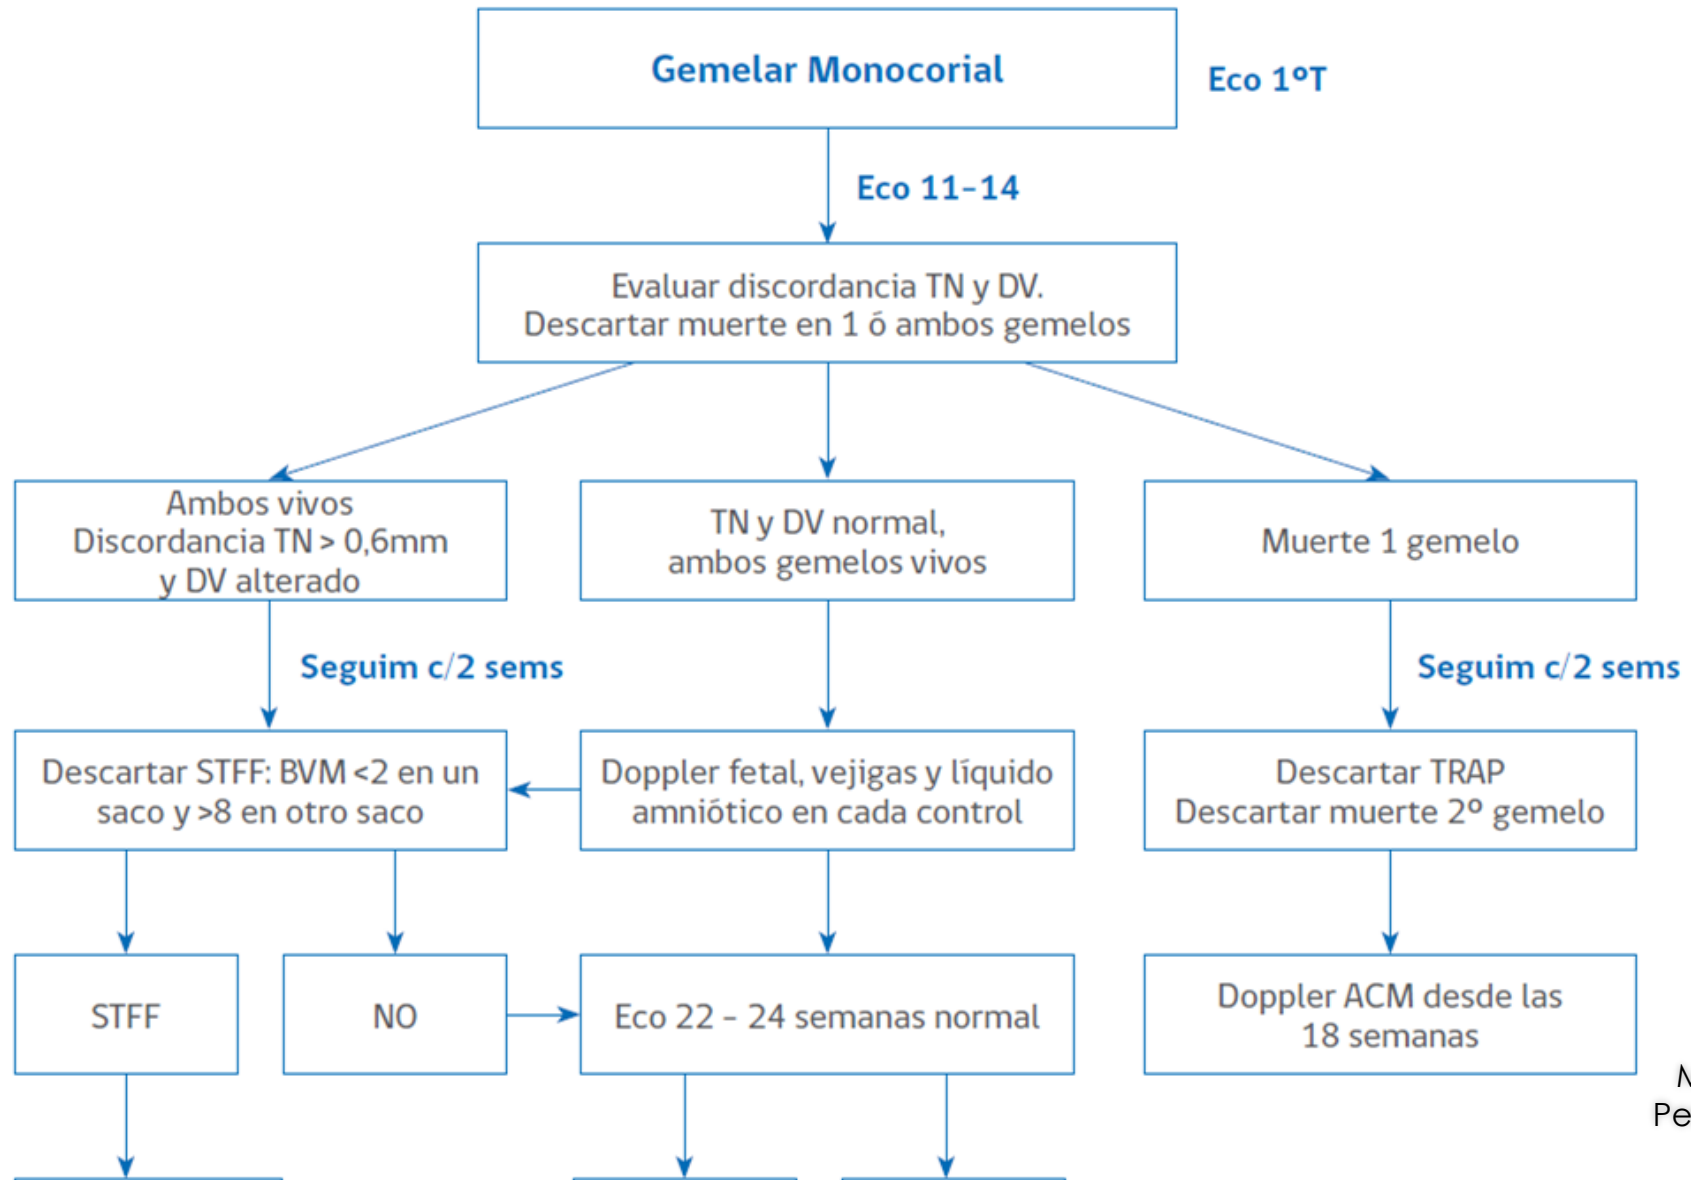 Gemelar Monocorial
Eco 1ºT
Eco 11-14
Evaluar discordancia TN y DV.
Descartar muerte en 1 ó ambos gemelos
Ambos vivos
Discordancia TN > 0,6mm
y DV alterado
TN y DV normal,
ambos gemelos vivos
Muerte 1 gemelo
Seguim c/2 sems
Seguim c/2 sems
Descartar STFF: BVM <2 en un
saco y >8 en otro saco
Doppler fetal, vejigas y líquido
amniótico en cada control
Descartar TRAP
Descartar muerte 2º gemelo
STFF
NO
Eco 22 - 24 semanas normal
Doppler ACM desde las
18 semanas